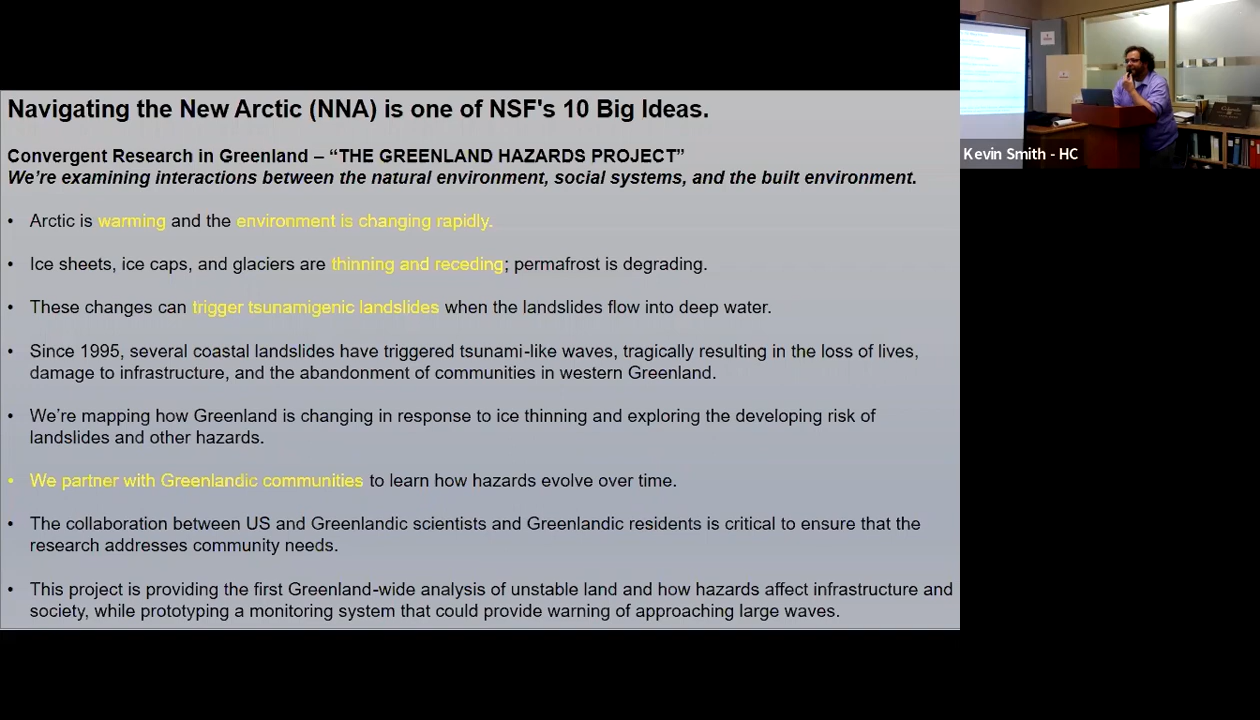 Navigating the New Arctic (NNA) is one of NSF's 10 Big Ideas.
Convergent Research in Greenland – “THE GREENLAND HAZARDS PROJECT”
We’re examining interactions between the natural environment, social systems, and the built environment.
• Arctic is warming and the environment is changing rapidly.
• Ice sheets, ice caps, and glaciers are thinning and receding; permafrost is degrading.
• These changes can trigger tsunamigenic landslides when the landslides flow into deep water.
• Since 1995, several coastal landslides have triggered tsunami-like waves, tragically resulting in the loss of lives,
damage to infrastructure, and the abandonment of communities in western Greenland.
• We’re mapping how Greenland is changing in response to ice thinning and exploring the developing risk of
landslides and other hazards.
• We partner with Greenlandic communities to learn how hazards evolve over time.
• The collaboration between US and Greenlandic scientists and Greenlandic residents is critical to ensure that the
research addresses community needs.
• This project is providing the first Greenland-wide analysis of unstable land and how hazards affect infrastructure and
society, while prototyping a monitoring system that could provide warning of approaching large waves.
Kevin Smith - HC